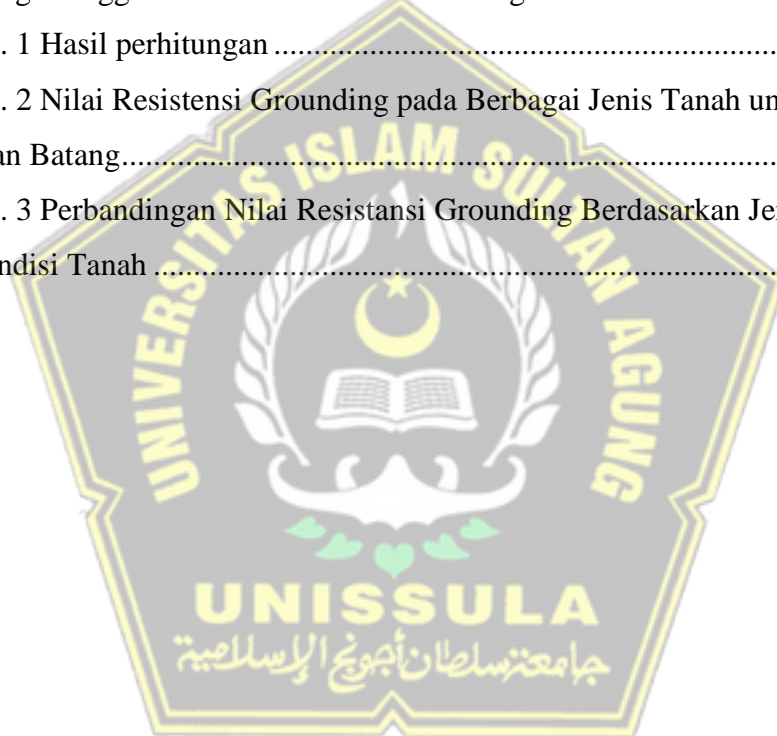 . 1 Hasil perhitungan ................................................................
. 2 Nilai Resistensi Grounding pada Berbagai Jenis Tanah un
an Batang................................................................
. 3 Perbandingan Nilai Resistansi Grounding Berdasarkan Je
ndisi Tanah ................................................................
UNIVERSITAS ISLAM SULTAN AGUNG
UNISSULA
جامعة سلطان أجونج الإسلامية